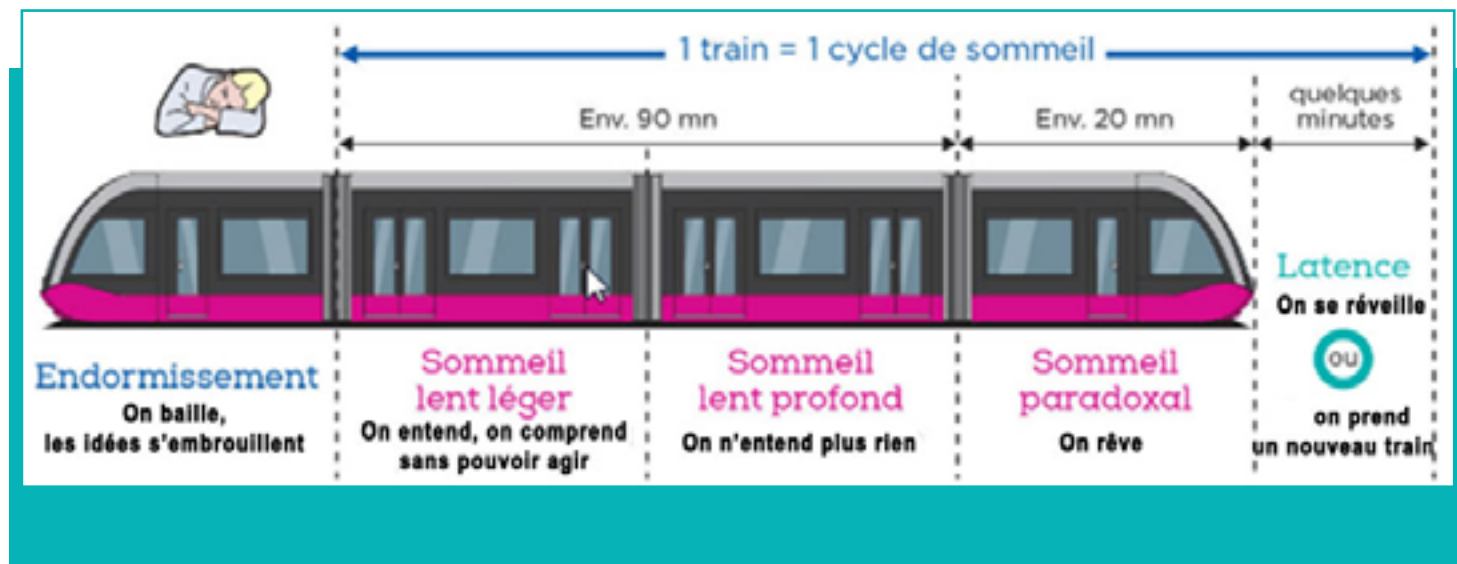 1 train = 1 cycle de sommeil
Env. 90 mn
Env. 20 mn
quelques
minutes
Endormissement
On baille,
les idées s'embrouillent
Sommeil
lent léger
On entend, on comprend
sans pouvoir agir
Sommeil
lent profond
On n'entend plus rien
Sommeil
paradoxal
On rêve
Latence
On se réveille
ou
on prend
un nouveau train